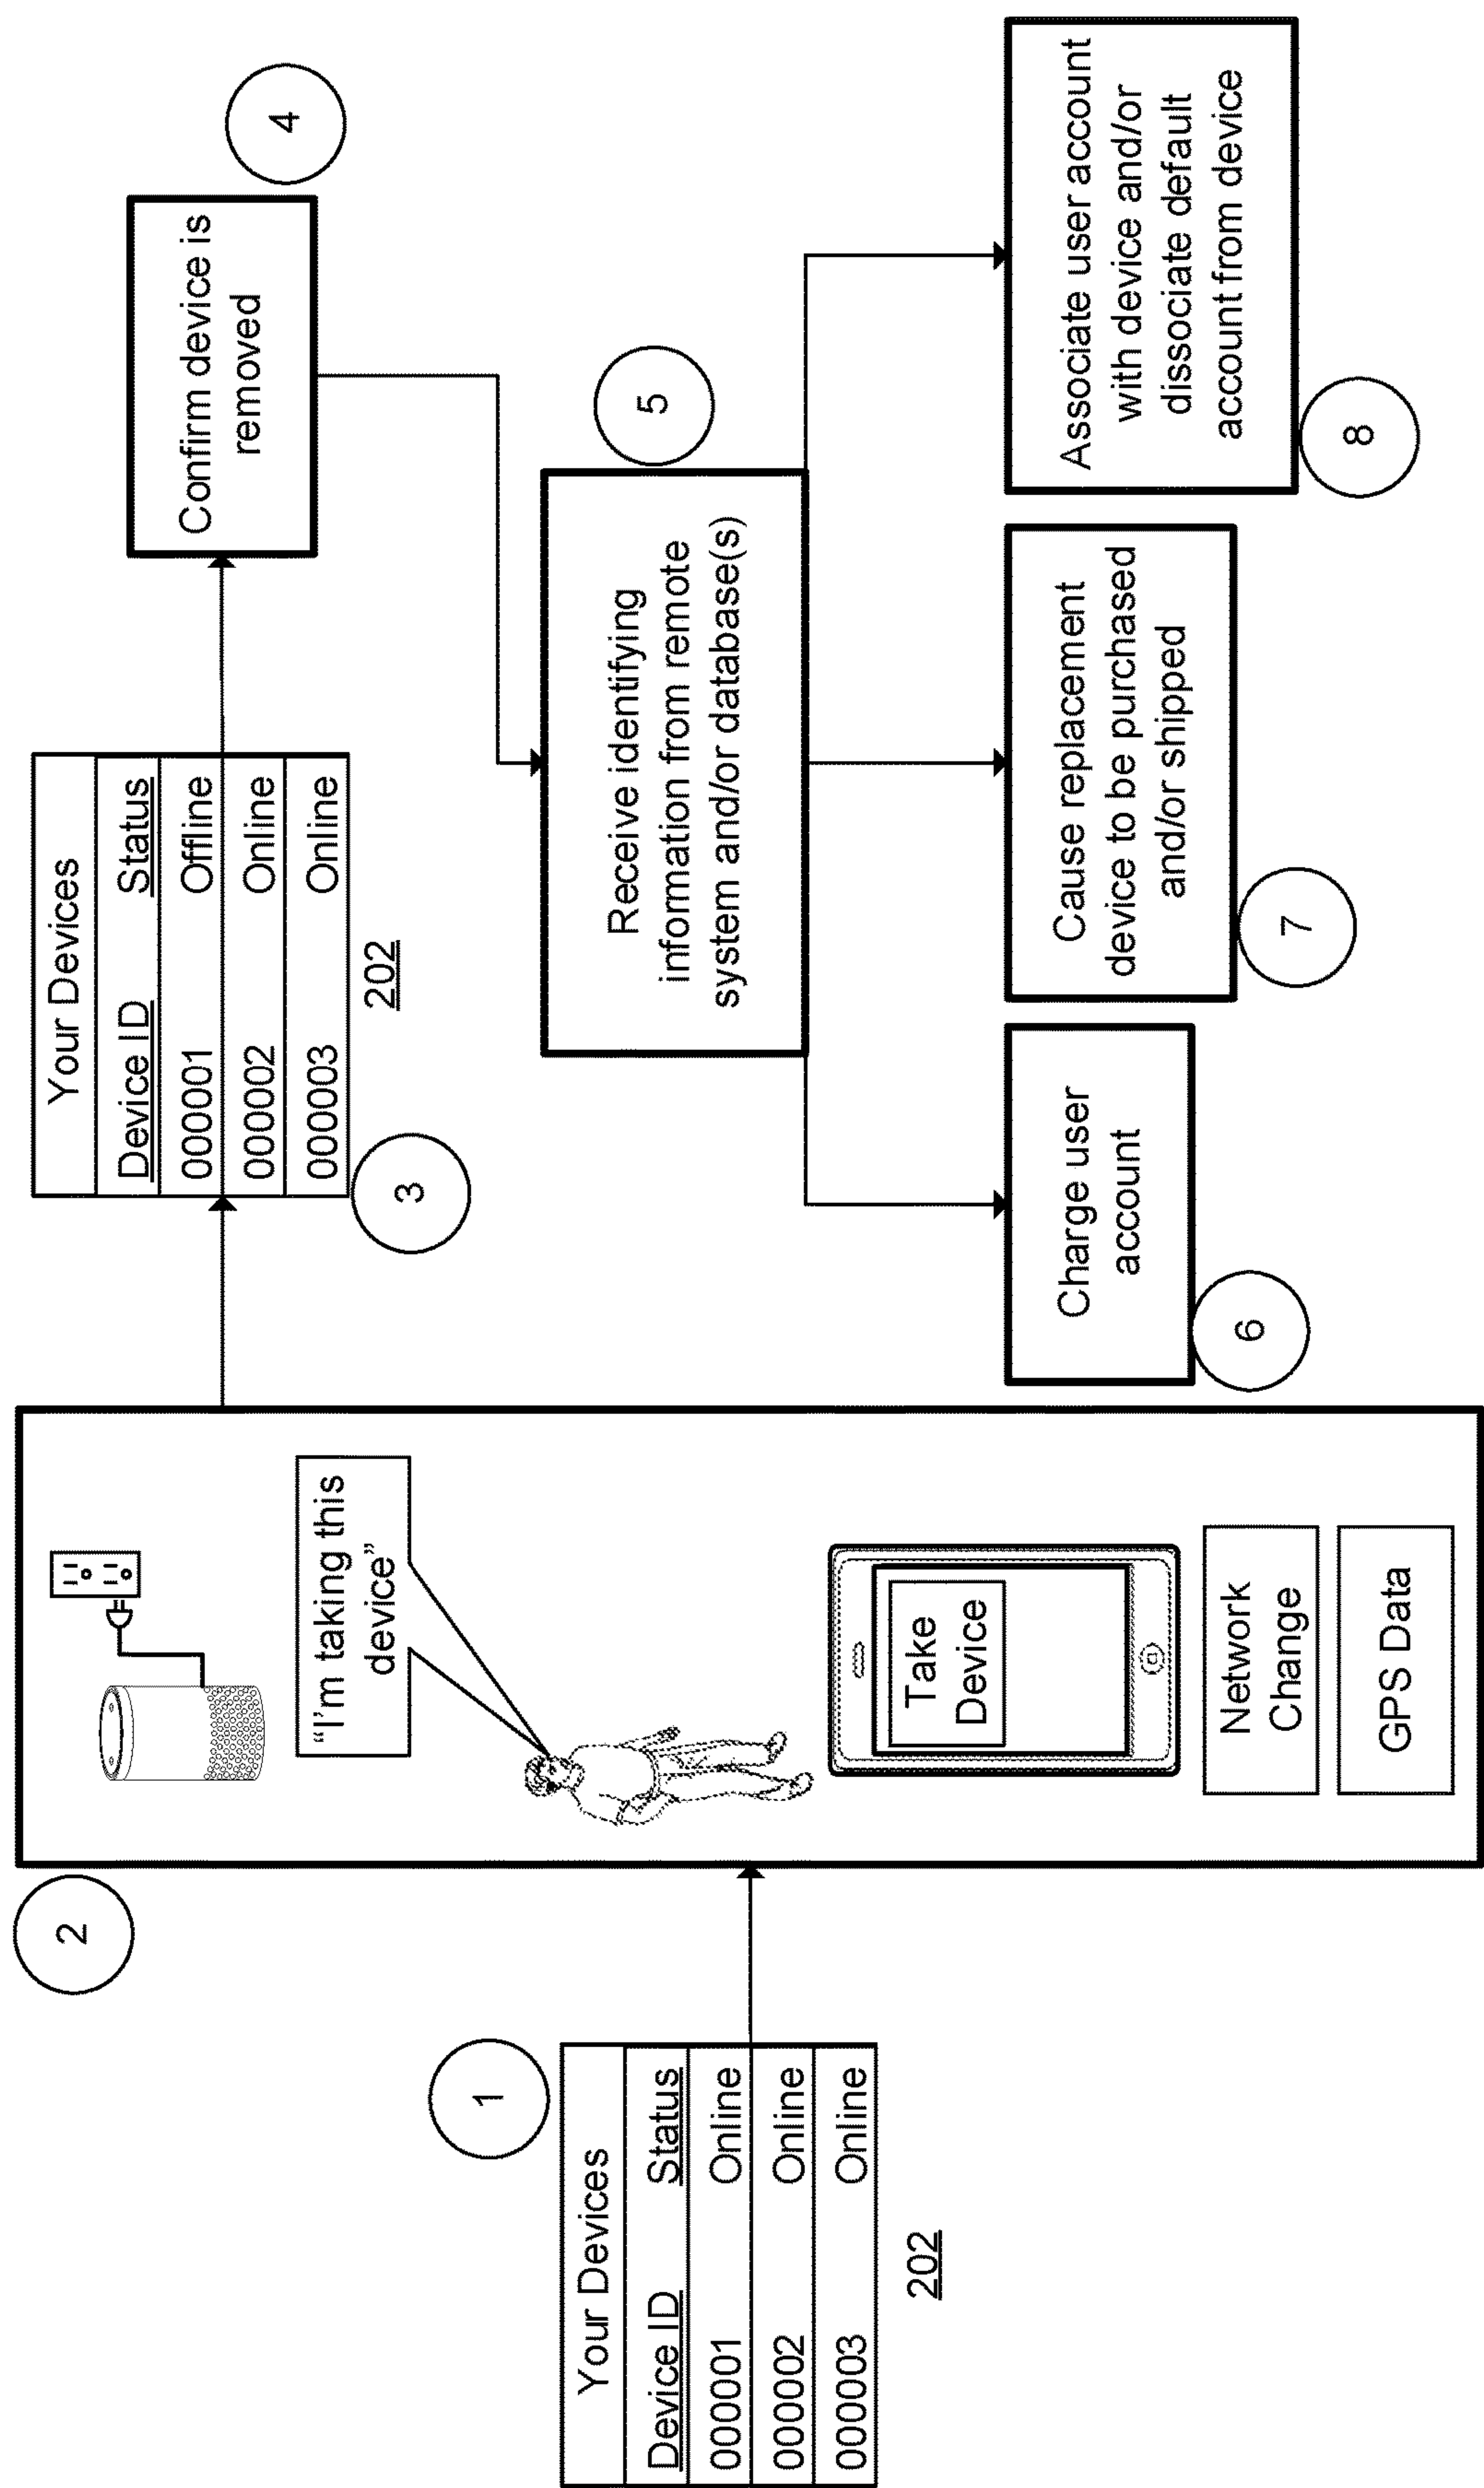 1
Your Devices
Device ID Status
000001 Online
000002 Online
000003 Online
202
2
“I'm taking this
device”
Take
Device
Network
Change
GPS Data
3
Your Devices
Device ID Status
000001 Offline
000002 Online
000003 Online
202
4
Confirm device is
removed
5
Receive identifying
information from remote
system and/or database(s)
6
Charge user
account
7
Cause replacement
device to be purchased
and/or shipped
8
Associate user account
with device and/or
dissociate default
account from device